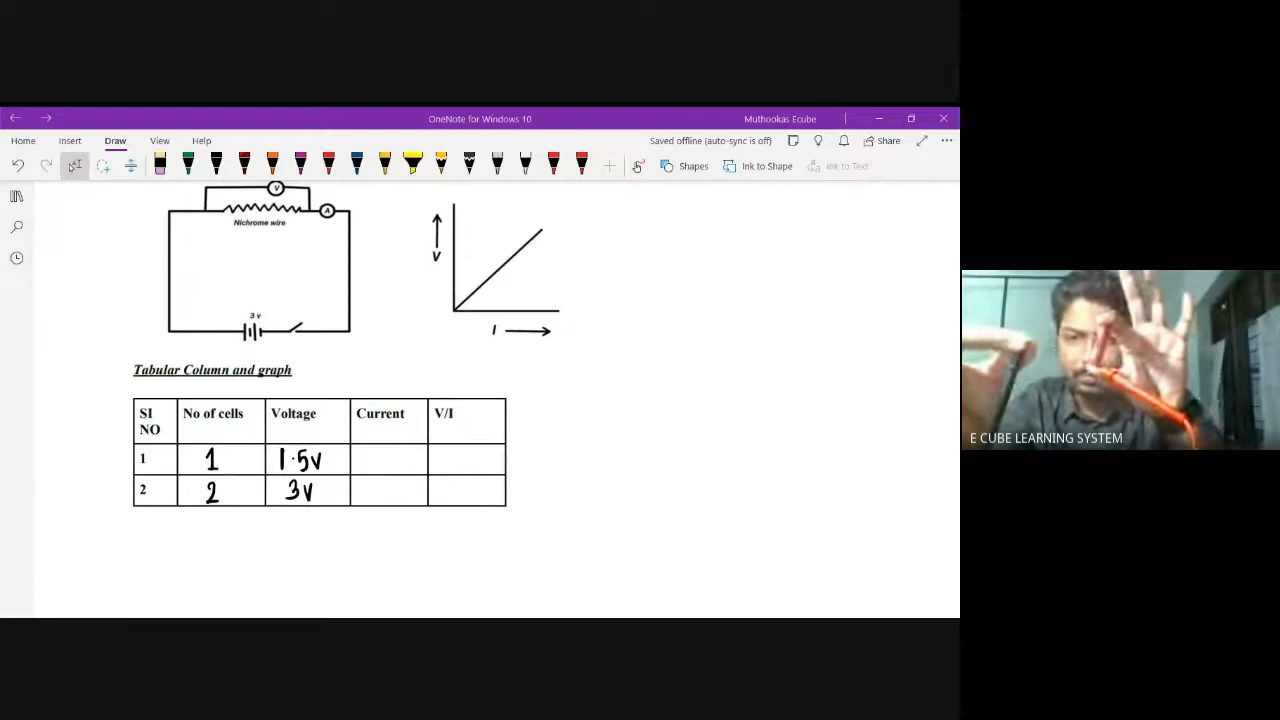 OneNote for Windows 10
Muthookas Ecube
Home Insert Draw View Help
Saved offline (auto-sync is off)
Share
Shapes
Ink to Shape
Ink to Text
V
Nichrome wire
A
3 v
V
I
Tabular Column and graph
SI NO No of cells Voltage Current V/I
1 1 1.5v
2 2 3v
E CUBE LEARNING SYSTEM